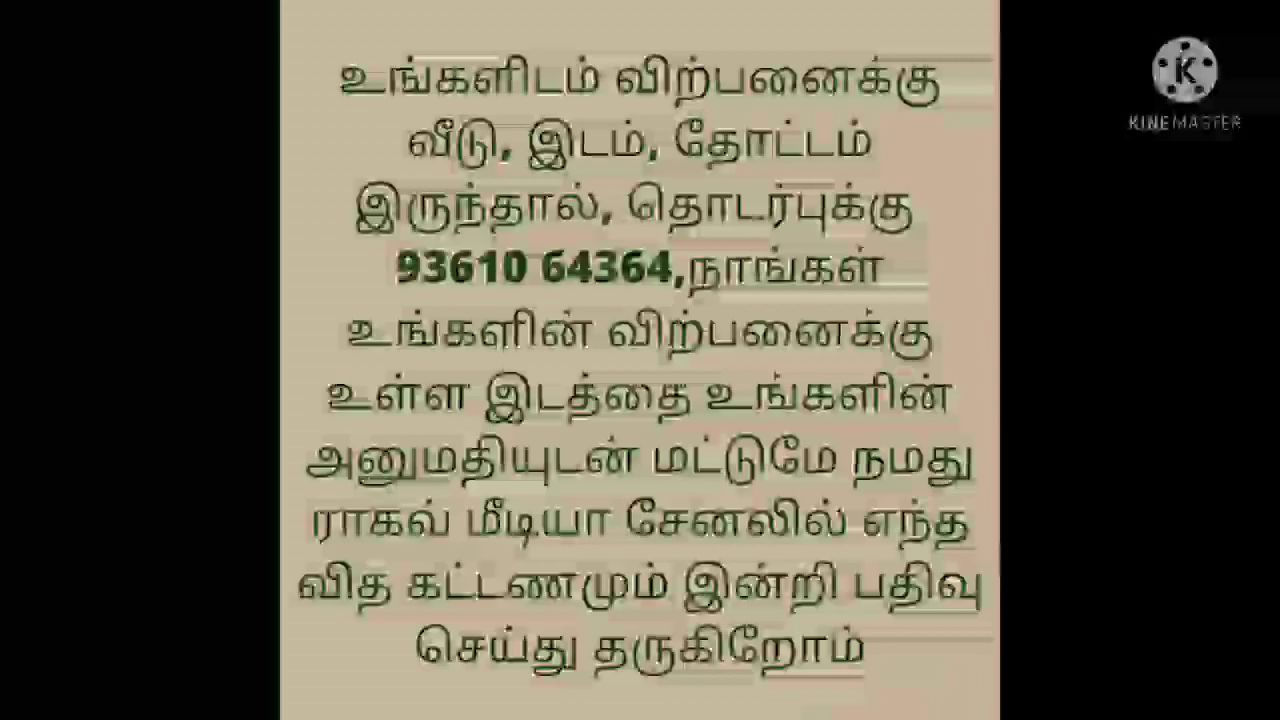 உங்களிடம் விற்பனைக்கு
வீடு, இடம், தோட்டம்
இருந்தால், தொடர்புக்கு
93610 64364,நாங்கள்
உங்களின் விற்பனைக்கு
உள்ள இடத்தை உங்களின்
அனுமதியுடன் மட்டுமே நமது
ராகவ் மீடியா சேனலில் எந்த
வித கட்டணமும் இன்றி பதிவு
செய்து தருகிறோம்
K
KINEMASTER